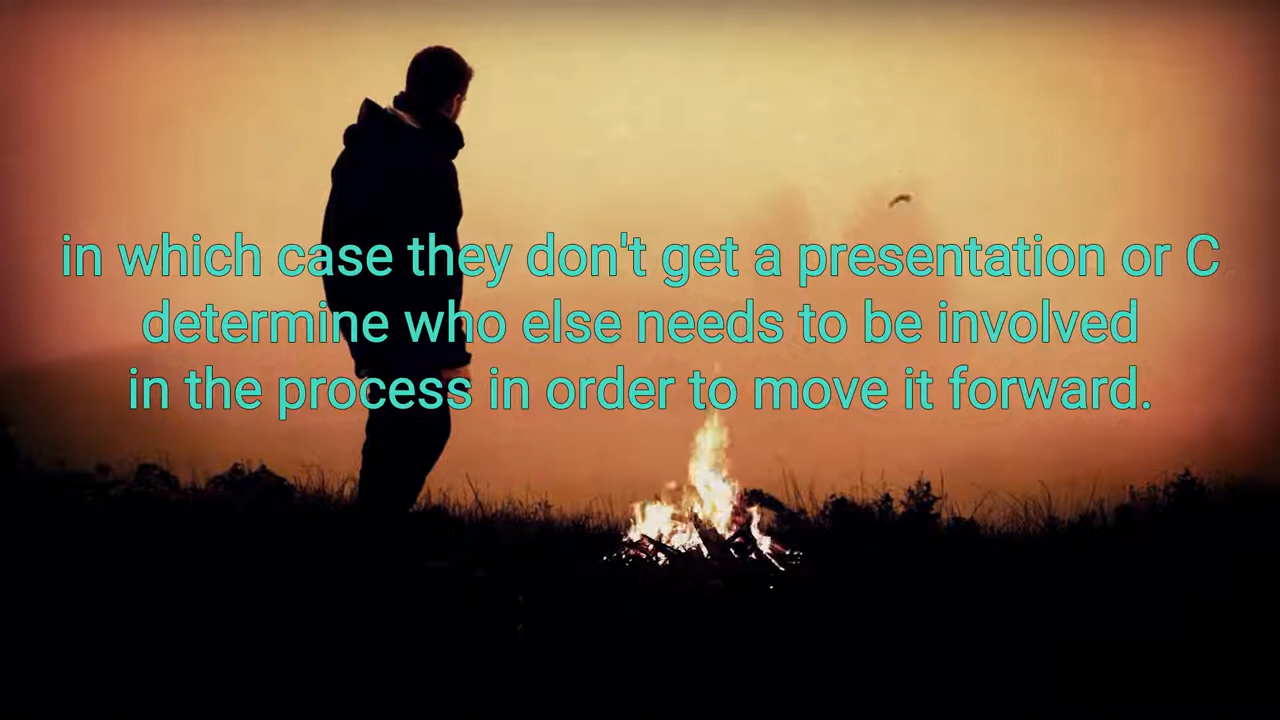 in which case they don't get a presentation or C
determine who else needs to be involved
in the process in order to move it forward.